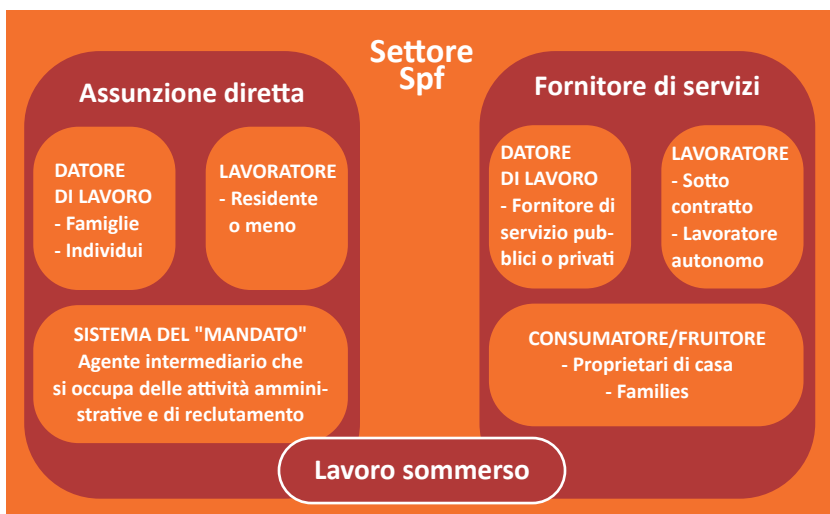 Settore
Spf
Assunzione diretta
DATORE
DI LAVORO
- Famiglie
- Individui
LAVORATORE
- Residente
o meno
SISTEMA DEL "MANDATO"
Agente intermediario che
si occupa delle attività ammini-
strative e di reclutamento
Fornitore di servizi
DATORE
DI LAVORO
- Fornitore di
servizio pub-
blici o privati
LAVORATORE
- Sotto
contratto
- Lavoratore
autonomo
CONSUMATORE/FRUITORE
- Proprietari di casa
- Families
Lavoro sommerso